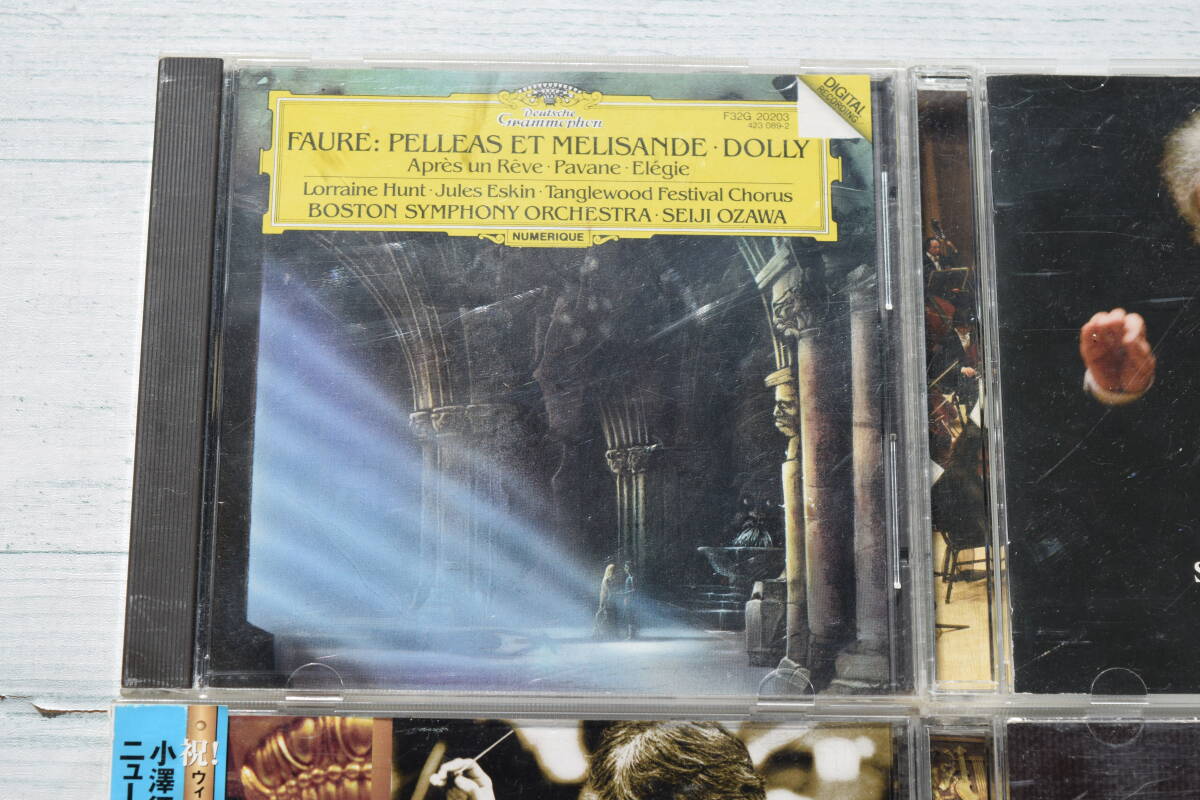 Deutsche
Grammophon
DIGITAL
RECORDING
F32G 20203
423 089-2
FAURE: PELLEAS ET MELISANDE · DOLLY
Après un Rêve · Pavane · Elégie
Lorraine Hunt · Jules Eskin · Tanglewood Festival Chorus
BOSTON SYMPHONY ORCHESTRA · SEIJI OZAWA
NUMERIQUE
S
祝!
ウィ
小澤
ニュー